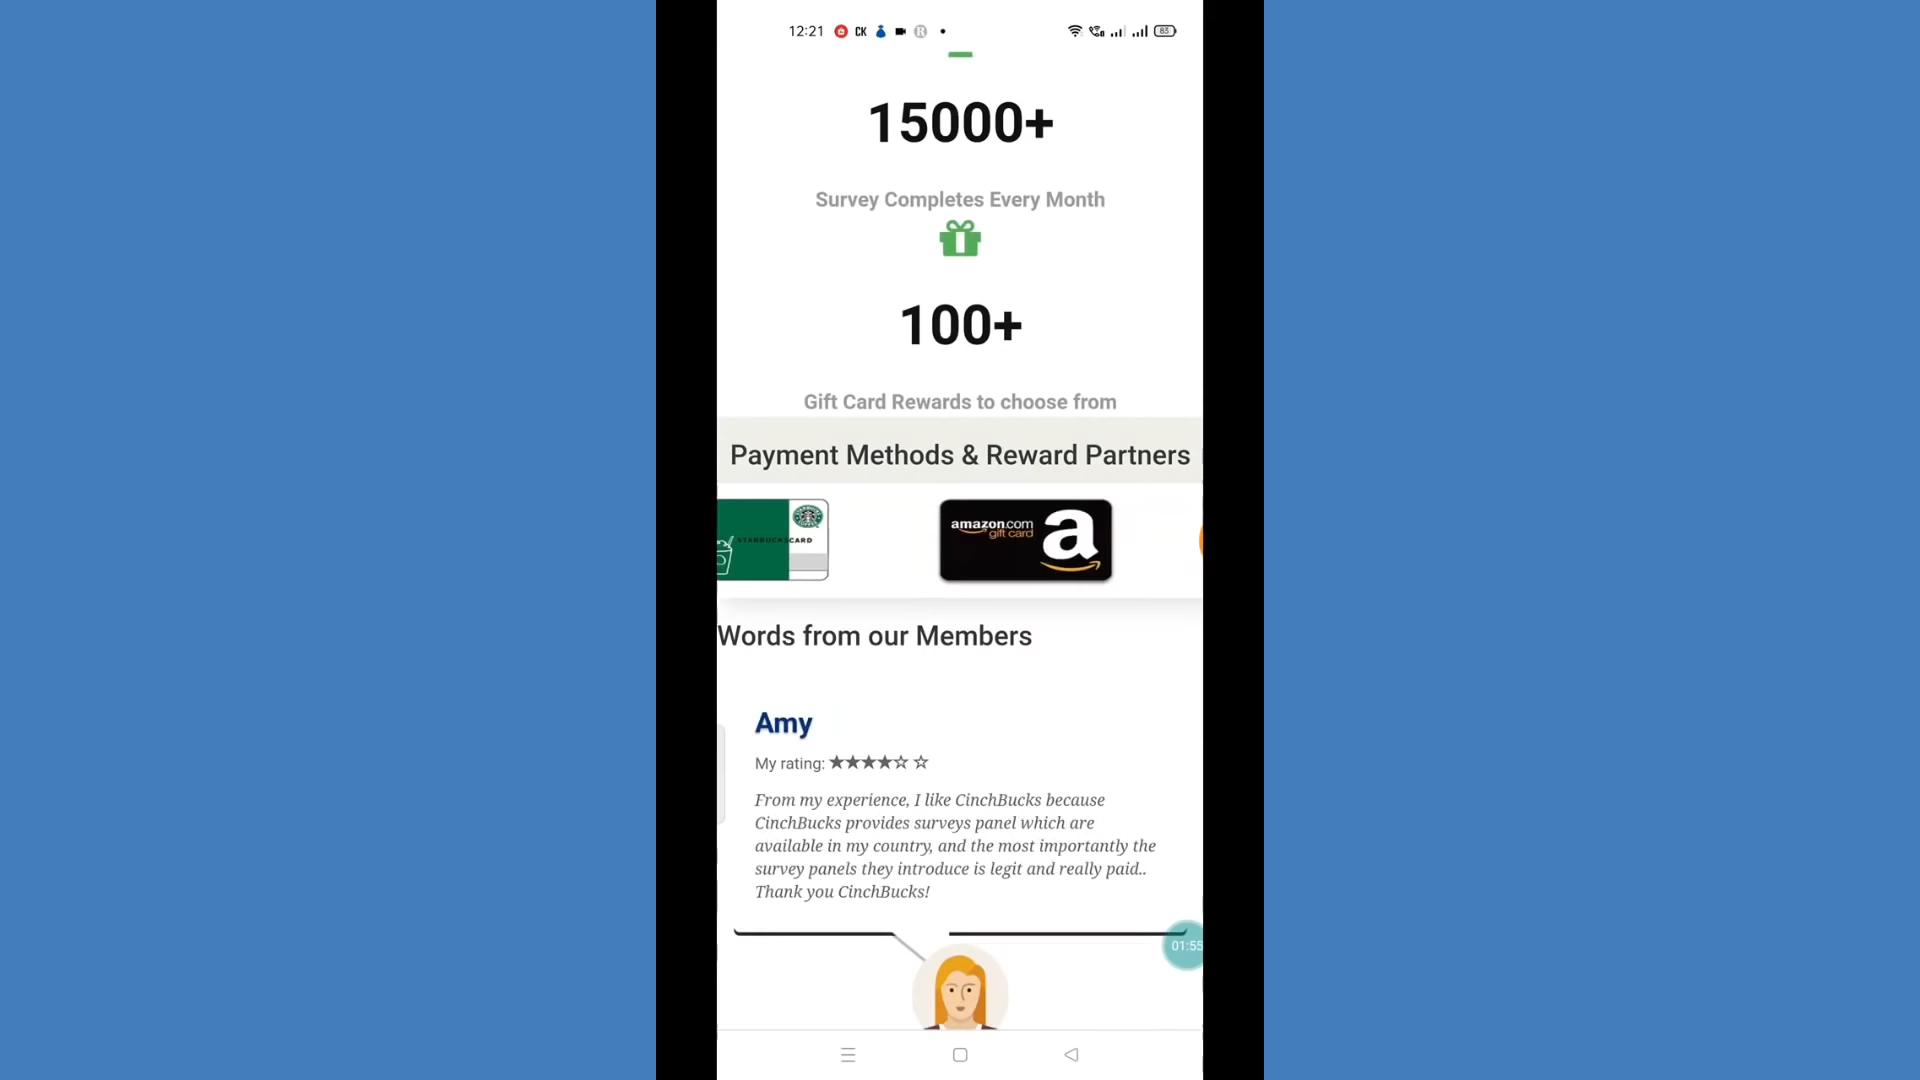 12:21 CK R 83
15000+
Survey Completes Every Month
100+
Gift Card Rewards to choose from
Payment Methods & Reward Partners
STARBUCKS CARD
amazon.com
gift card
a
Words from our Members
Amy
My rating: ★★★★☆ ☆
From my experience, I like CinchBucks because
CinchBucks provides surveys panel which are
available in my country, and the most importantly the
survey panels they introduce is legit and really paid..
Thank you CinchBucks!
01:55